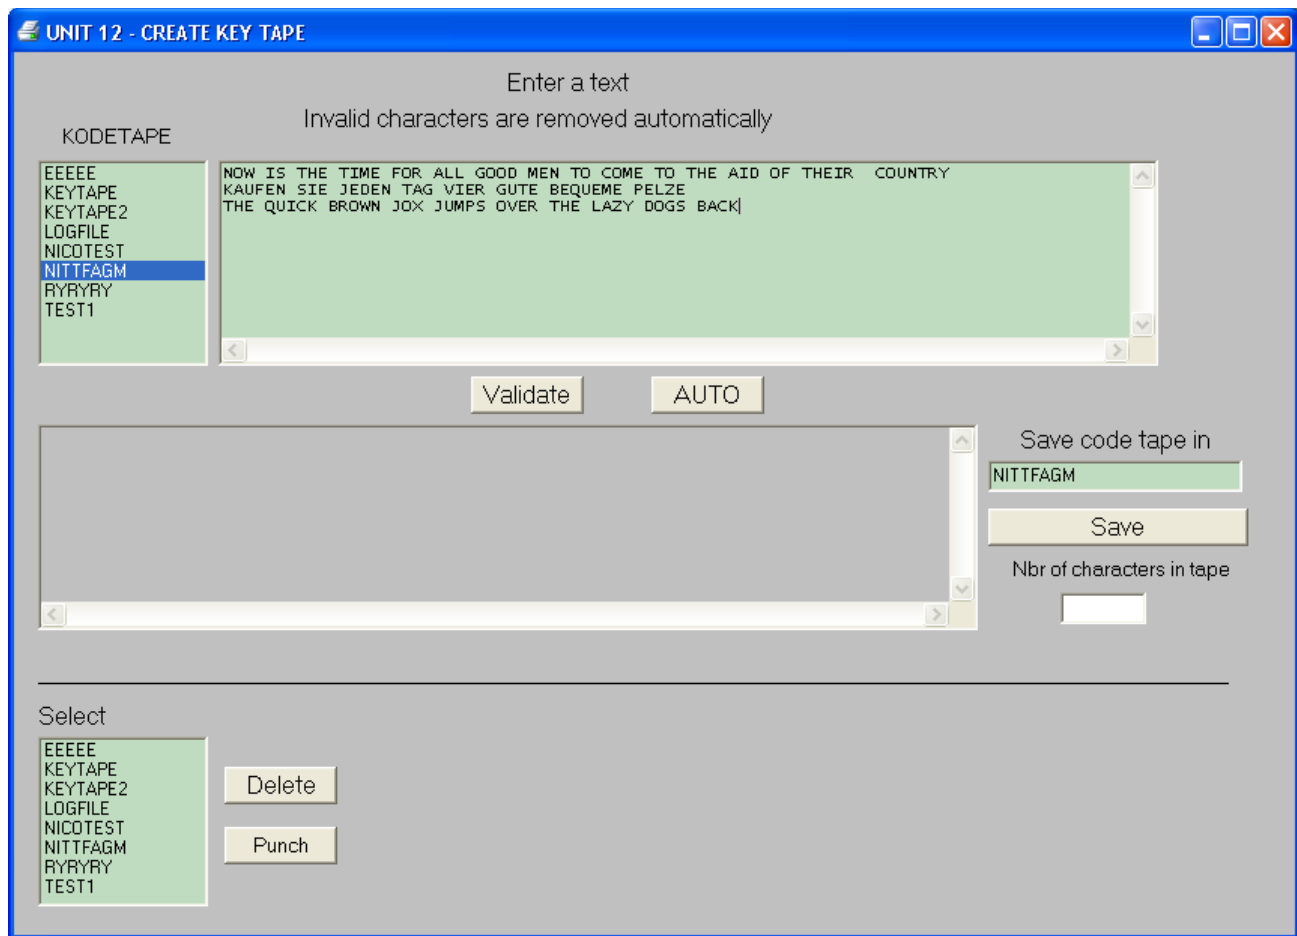 UNIT 12 - CREATE KEY TAPE
Enter a text
Invalid characters are removed automatically
KODETAPE
EEEEE
KEYTAPE
KEYTAPE2
LOGFILE
NICOTEST
NITTFAGM
RYRYRY
TEST1
NOW IS THE TIME FOR ALL GOOD MEN TO COME TO THE AID OF THEIR  COUNTRY
KAUFEN SIE JEDEN TAG VIER GUTE BEQUEME PELZE
THE QUICK BROWN JOX JUMPS OVER THE LAZY DOGS BACK
Validate
AUTO
Save code tape in
NITTFAGM
Save
Nbr of characters in tape
Select
EEEEE
KEYTAPE
KEYTAPE2
LOGFILE
NICOTEST
NITTFAGM
RYRYRY
TEST1
Delete
Punch